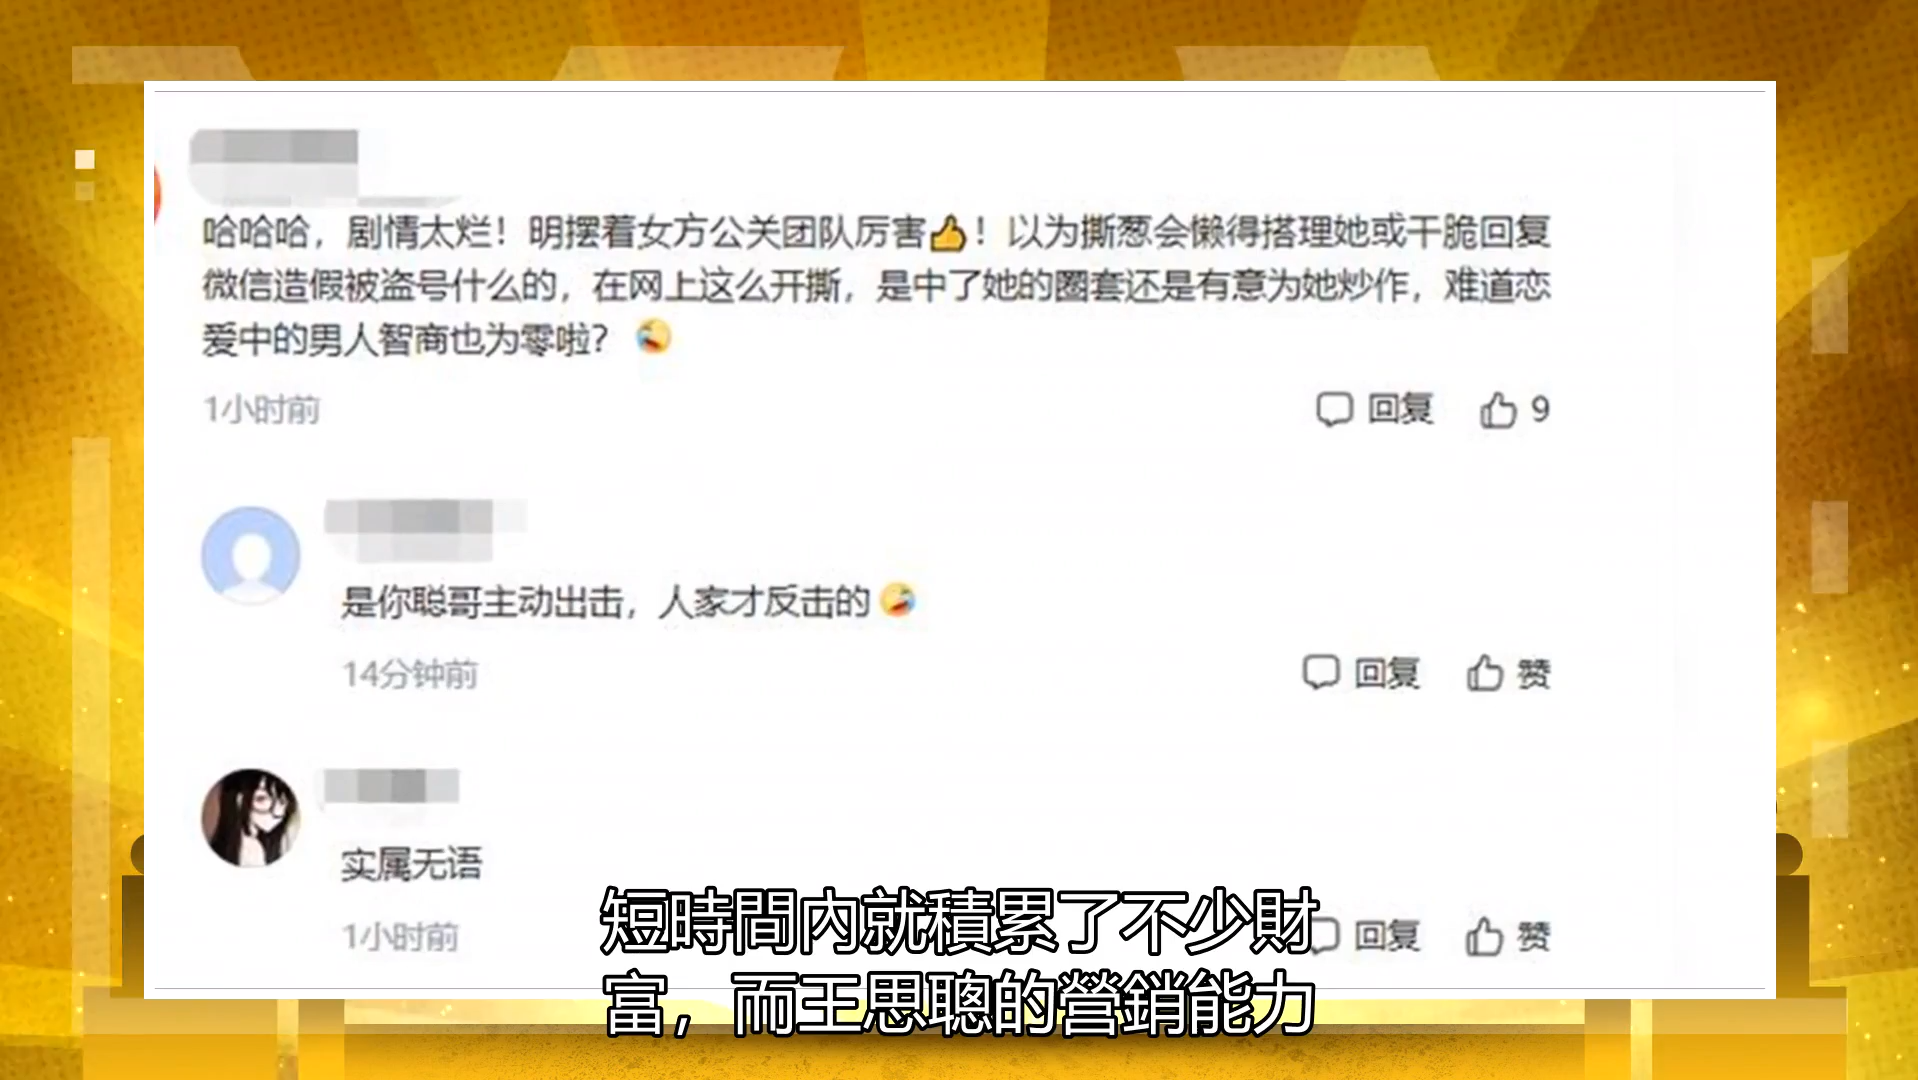 哈哈哈，剧情太烂！明摆着女方公关团队厉害👍！以为撕葱会懒得搭理她或干脆回复
微信造假被盗号什么的，在网上这么开撕，是中了她的圈套还是有意为她炒作，难道恋
爱中的男人智商也为零啦？🤣
1小时前
回复 9
是你聪哥主动出击，人家才反击的🤣
14分钟前
回复 赞
实属无语
1小时前
回复 赞
短時間內就積累了不少財
富，而王思聰的營銷能力